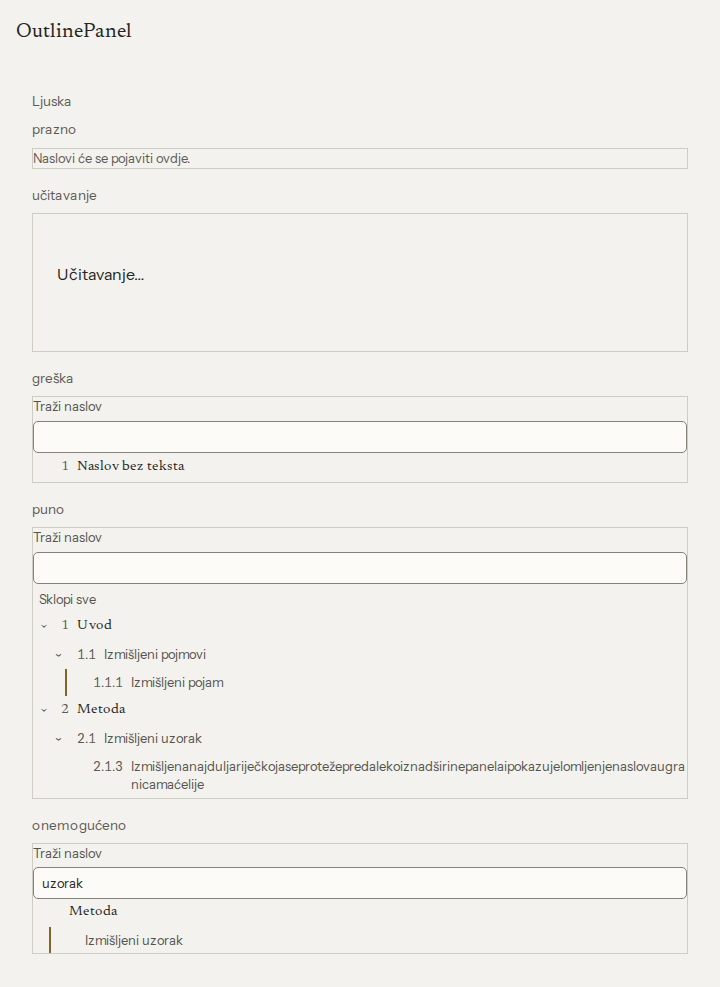 OutlinePanel
Ljuska
prazno
Naslovi će se pojaviti ovdje.
učitavanje
Učitavanje…
greška
Traži naslov
1 Naslov bez teksta
puno
Traži naslov
Sklopi sve
1 Uvod
1.1 Izmišljeni pojmovi
1.1.1 Izmišljeni pojam
2 Metoda
2.1 Izmišljeni uzorak
2.1.3 Izmišljenanajduljariječkojaseprotežepredalekoiznadširinepanelaipokazujelomljenjenaslovaugra
nicamaćelije
onemogućeno
Traži naslov
uzorak
Metoda
Izmišljeni uzorak